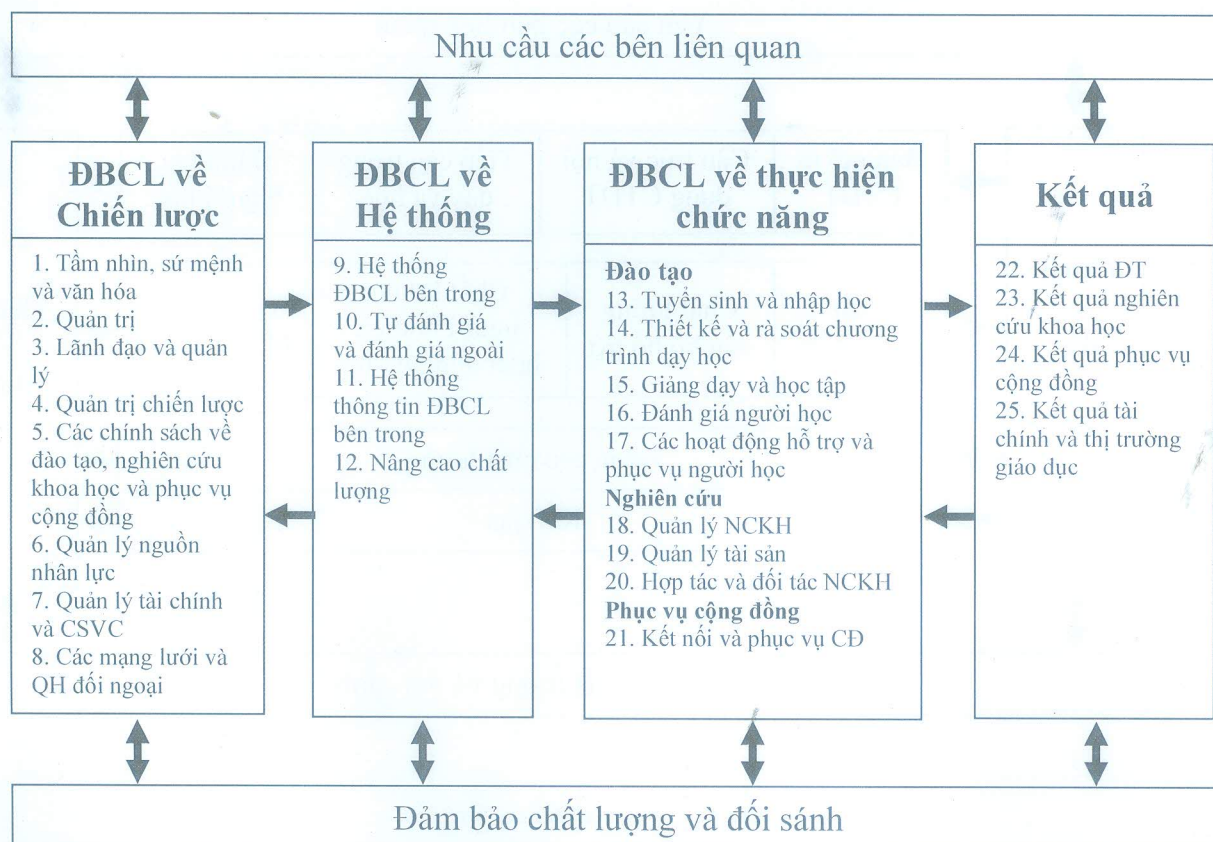 Nhu cầu các bên liên quan
ĐBCL về
Chiến lược
1. Tầm nhìn, sứ mệnh
và văn hóa
2. Quản trị
3. Lãnh đạo và quản
lý
4. Quản trị chiến lược
5. Các chính sách về
đào tạo, nghiên cứu
khoa học và phục vụ
cộng đồng
6. Quản lý nguồn
nhân lực
7. Quản lý tài chính
và CSVC
8. Các mạng lưới và
QH đối ngoại
ĐBCL về
Hệ thống
9. Hệ thống
ĐBCL bên trong
10. Tự đánh giá
và đánh giá ngoài
11. Hệ thống
thông tin ĐBCL
bên trong
12. Nâng cao chất
lượng
ĐBCL về thực hiện
chức năng
Đào tạo
13. Tuyển sinh và nhập học
14. Thiết kế và rà soát chương
trình dạy học
15. Giảng dạy và học tập
16. Đánh giá người học
17. Các hoạt động hỗ trợ và
phục vụ người học
Nghiên cứu
18. Quản lý NCKH
19. Quản lý tài sản
20. Hợp tác và đối tác NCKH
Phục vụ cộng đồng
21. Kết nối và phục vụ CĐ
Kết quả
22. Kết quả ĐT
23. Kết quả nghiên
cứu khoa học
24. Kết quả phục vụ
cộng đồng
25. Kết quả tài
chính và thị trường
giáo dục
Đảm bảo chất lượng và đối sánh